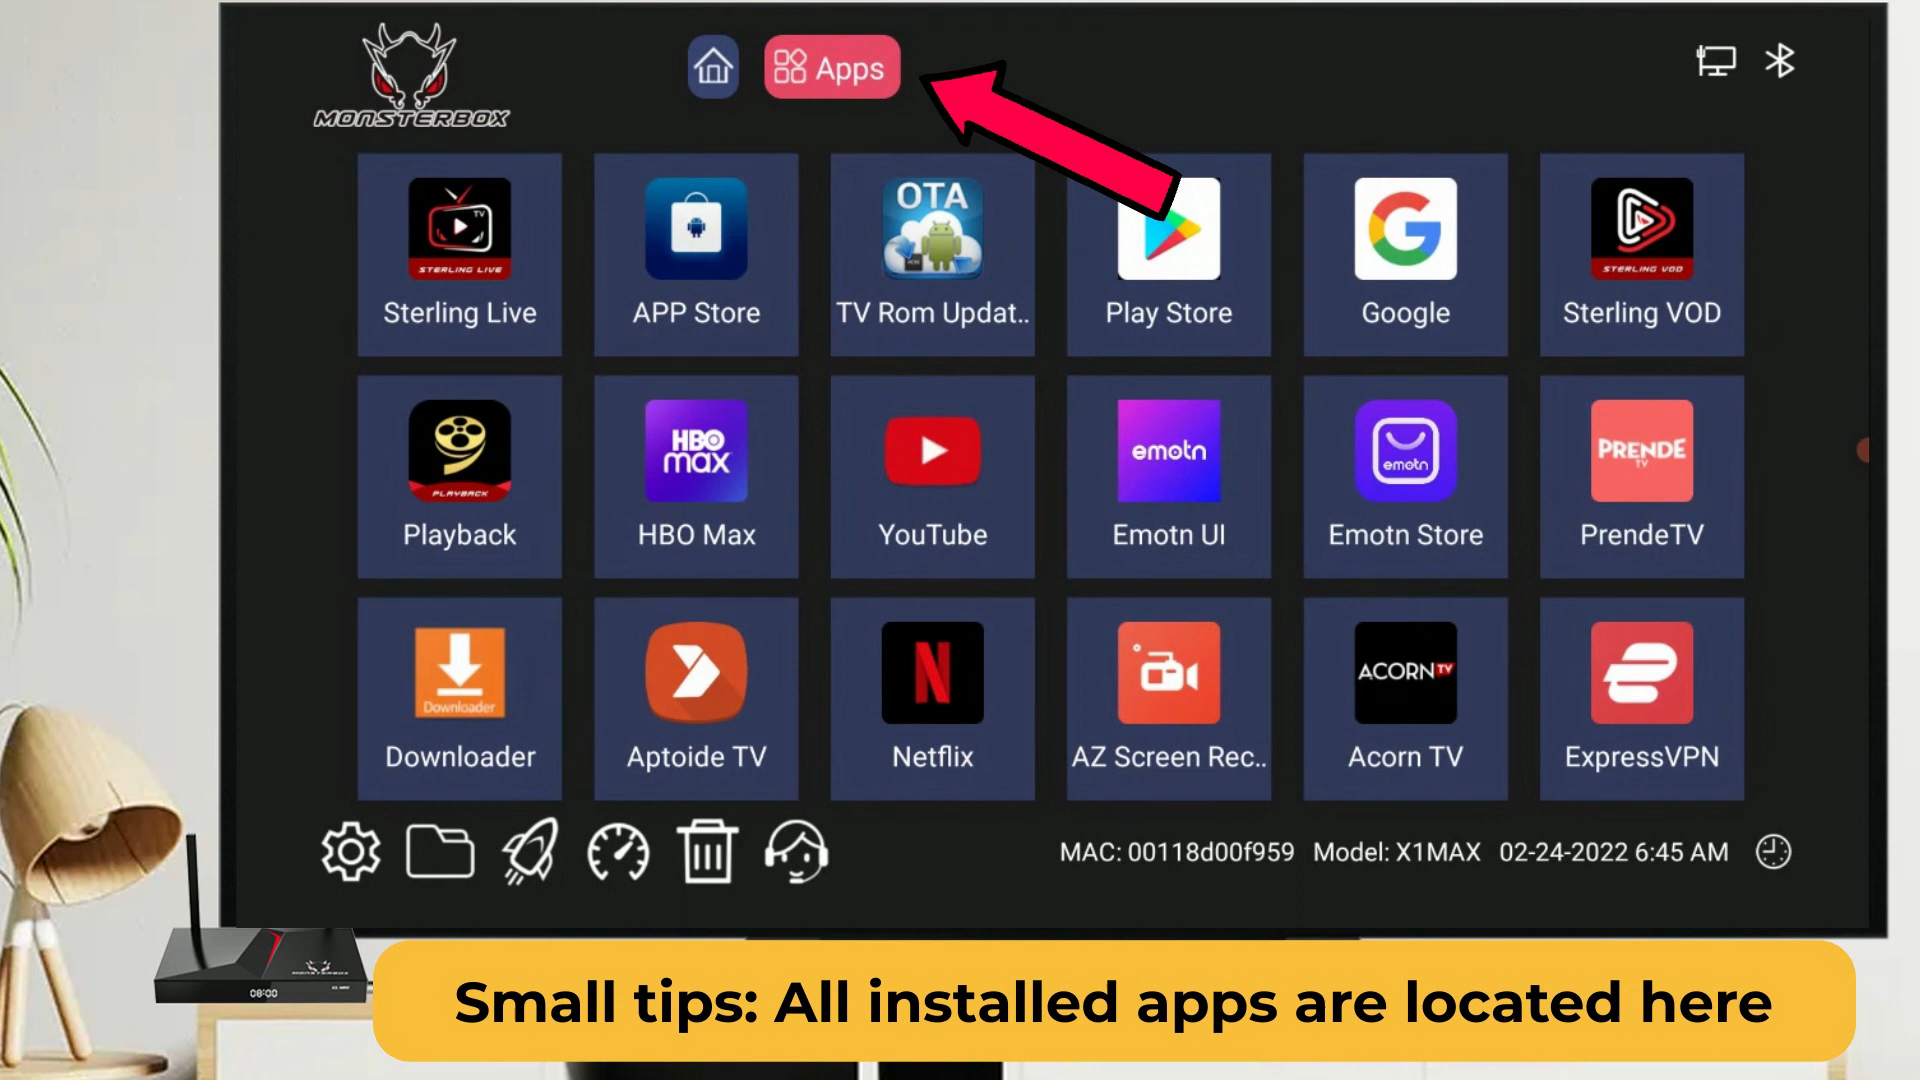 MONSTERBOX
Apps
TV
STERLING LIVE
OTA
STERLING VOD
Sterling Live
APP Store
TV Rom Updat..
Play Store
Google
Sterling VOD
PLAYBACK
HBO
max
emotn
emotn
PRENDE
TV
Playback
HBO Max
YouTube
Emotn UI
Emotn Store
PrendeTV
Downloader
N
ACORN TV
Downloader
Aptoide TV
Netflix
AZ Screen Rec..
Acorn TV
ExpressVPN
MAC: 00118d00f959 Model: X1MAX 02-24-2022 6:45 AM
MONSTERBOX
08:00
Small tips: All installed apps are located here